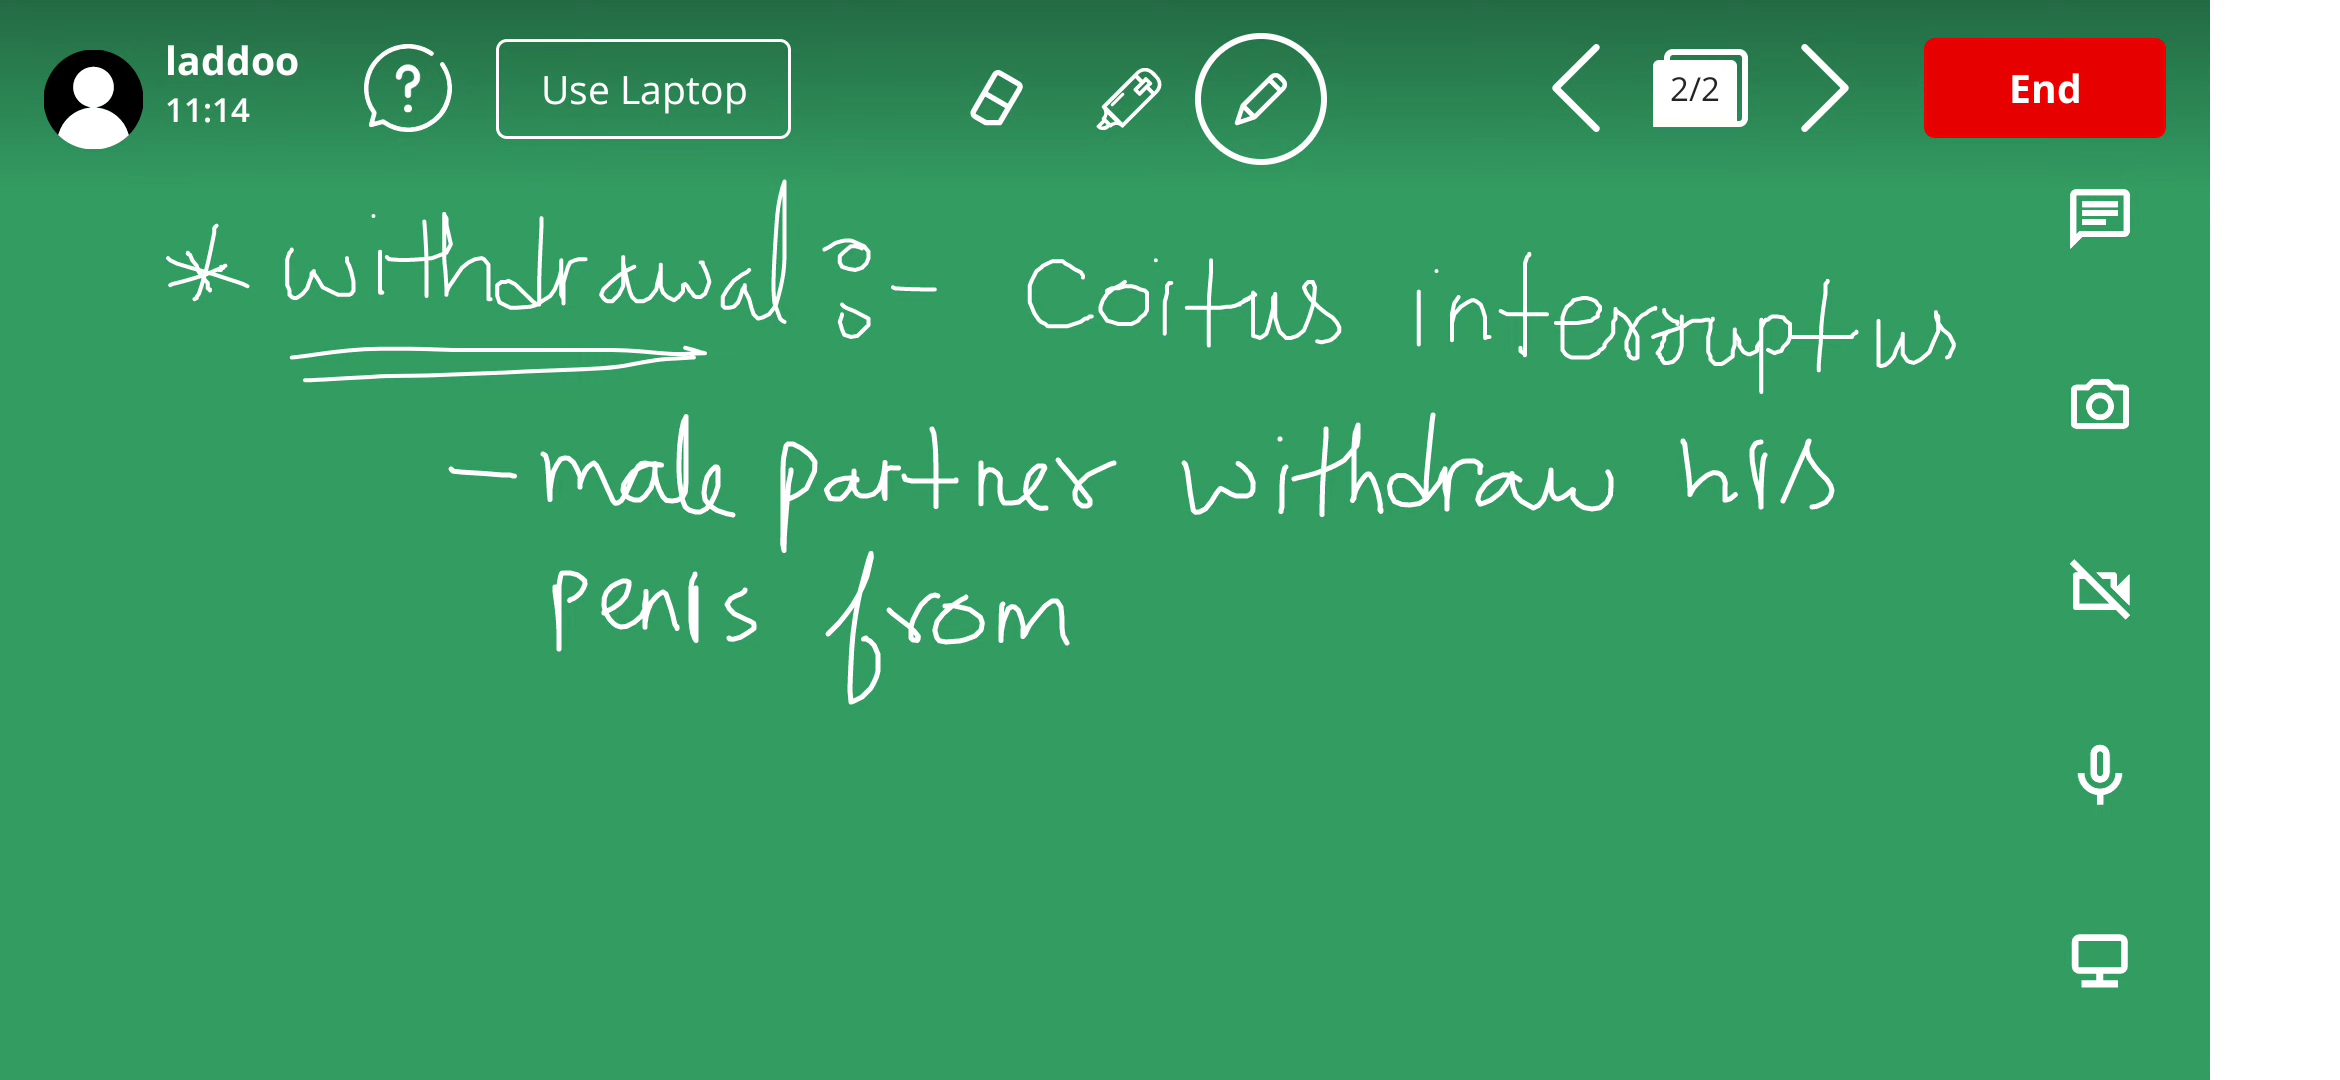 laddoo
11:14
Use Laptop
2/2
End
* withdrawal :- Coitus interruptus
- male partner withdraw his
penis from